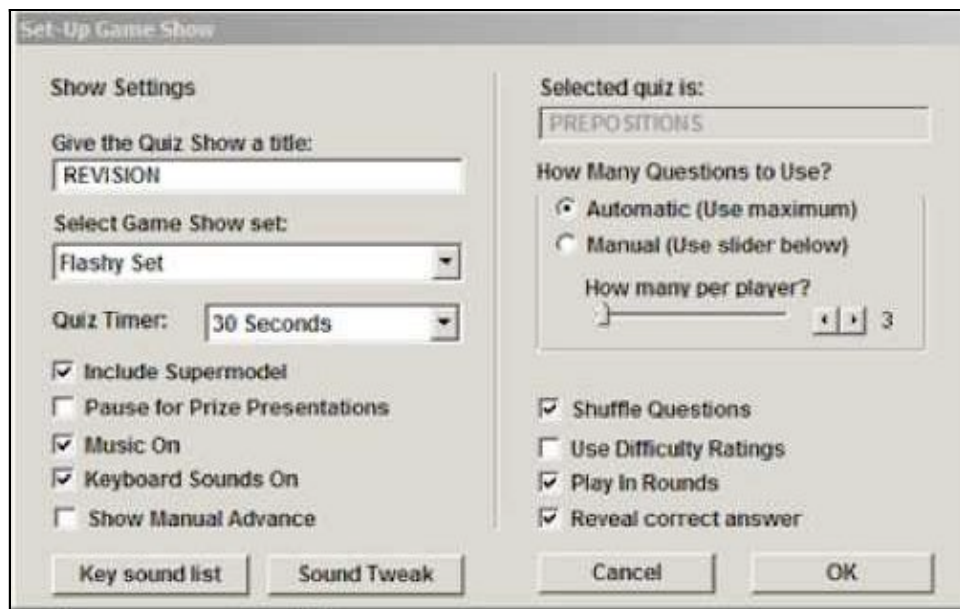 Set-Up Game Show
Show Settings
Give the Quiz Show a title:
REVISION
Select Game Show set:
Flashy Set
Quiz Timer: 30 Seconds
Include Supermodel
Pause for Prize Presentations
Music On
Keyboard Sounds On
Show Manual Advance
Key sound list Sound Tweak
Selected quiz is:
PREPOSITIONS
How Many Questions to Use?
Automatic (Use maximum)
Manual (Use slider below)
How many per player?
3
Shuffle Questions
Use Difficulty Ratings
Play In Rounds
Reveal correct answer
Cancel OK